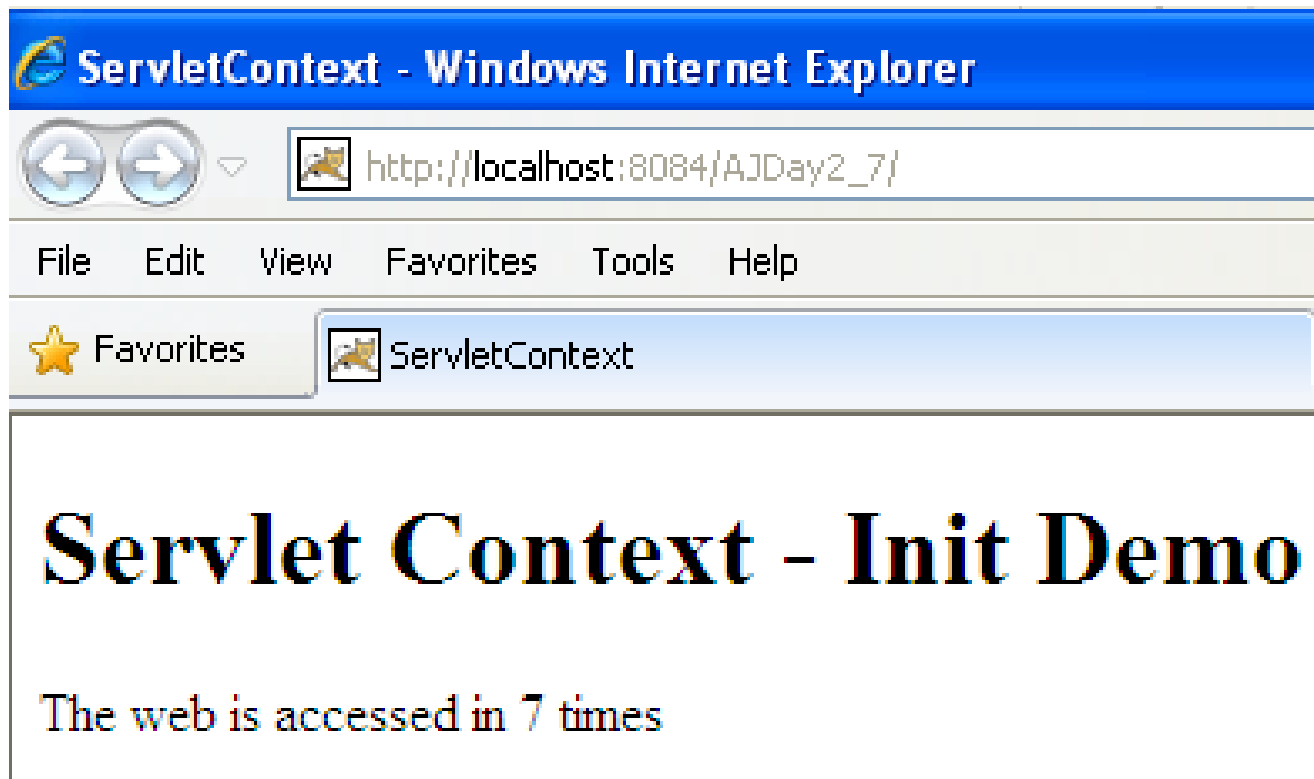 ServletContext - Windows Internet Explorer
http://localhost:8084/AJDay2_7/
File Edit View Favorites Tools Help
Favorites ServletContext
Servlet Context - Init Demo
The web is accessed in 7 times